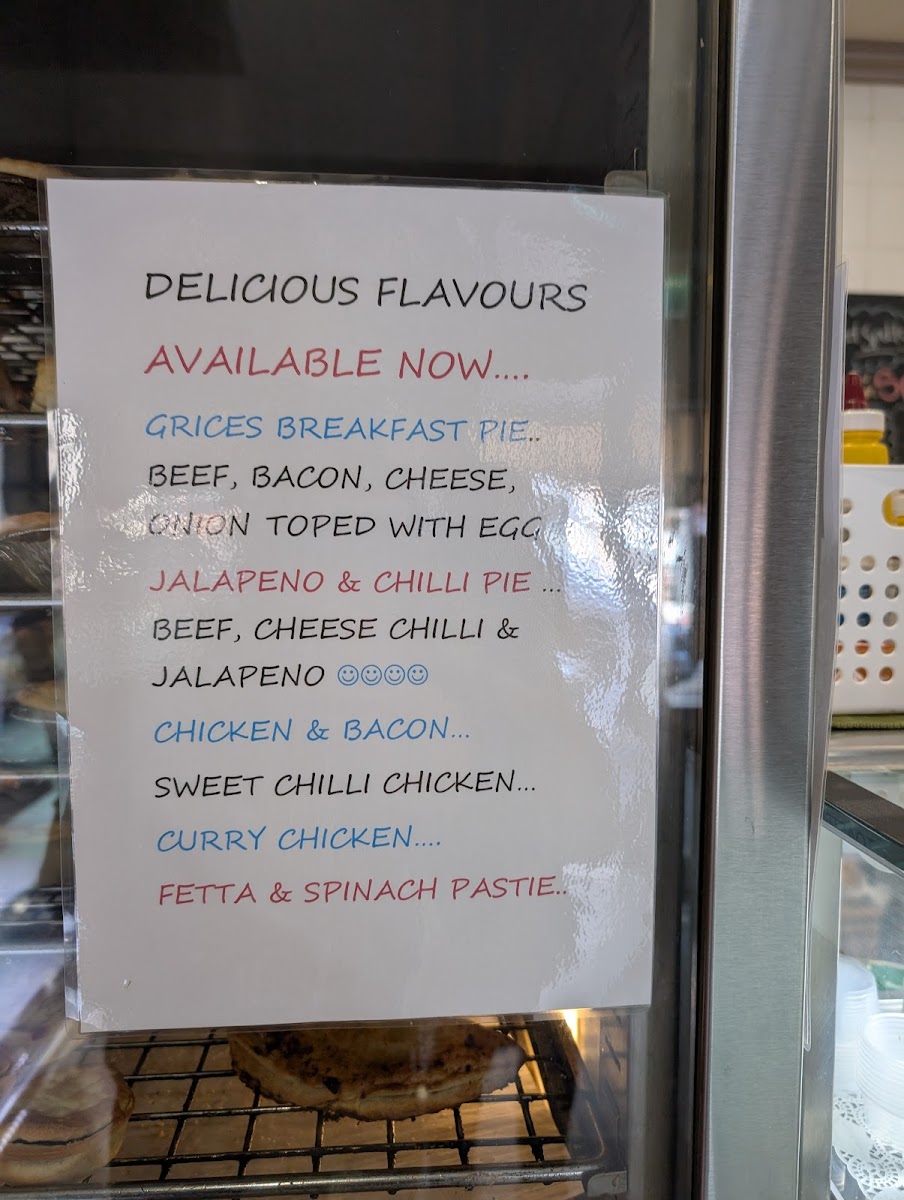 DELICIOUS FLAVOURS
AVAILABLE NOW....
GRICES BREAKFAST PIE..
BEEF, BACON, CHEESE,
ONION TOPED WITH EGG
JALAPENO & CHILLI PIE ...
BEEF, CHEESE CHILLI &
JALAPENO ☺☺☺☺
CHICKEN & BACON...
SWEET CHILLI CHICKEN...
CURRY CHICKEN....
FETTA & SPINACH PASTIE..